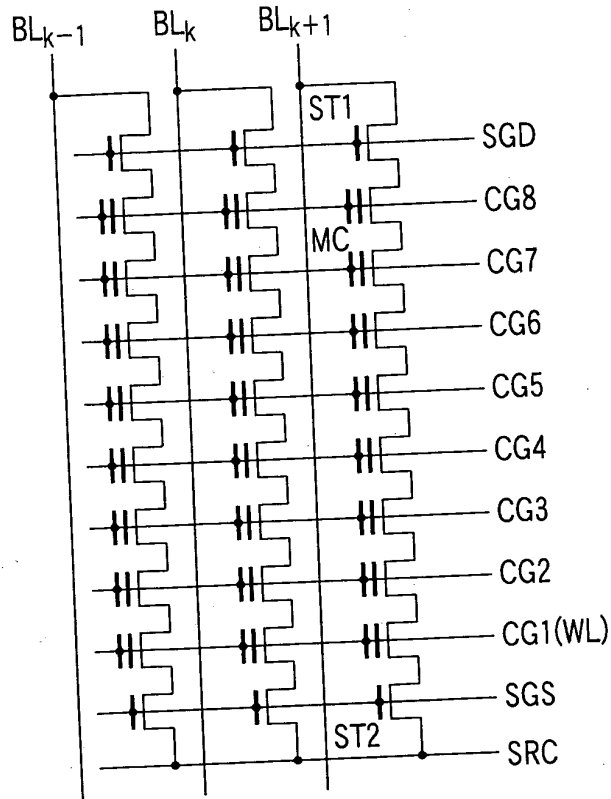 BLk-1 BLk BLk+1
ST1
SGD
CG8
MC
CG7
CG6
CG5
CG4
CG3
CG2
CG1(WL)
SGS
ST2
SRC